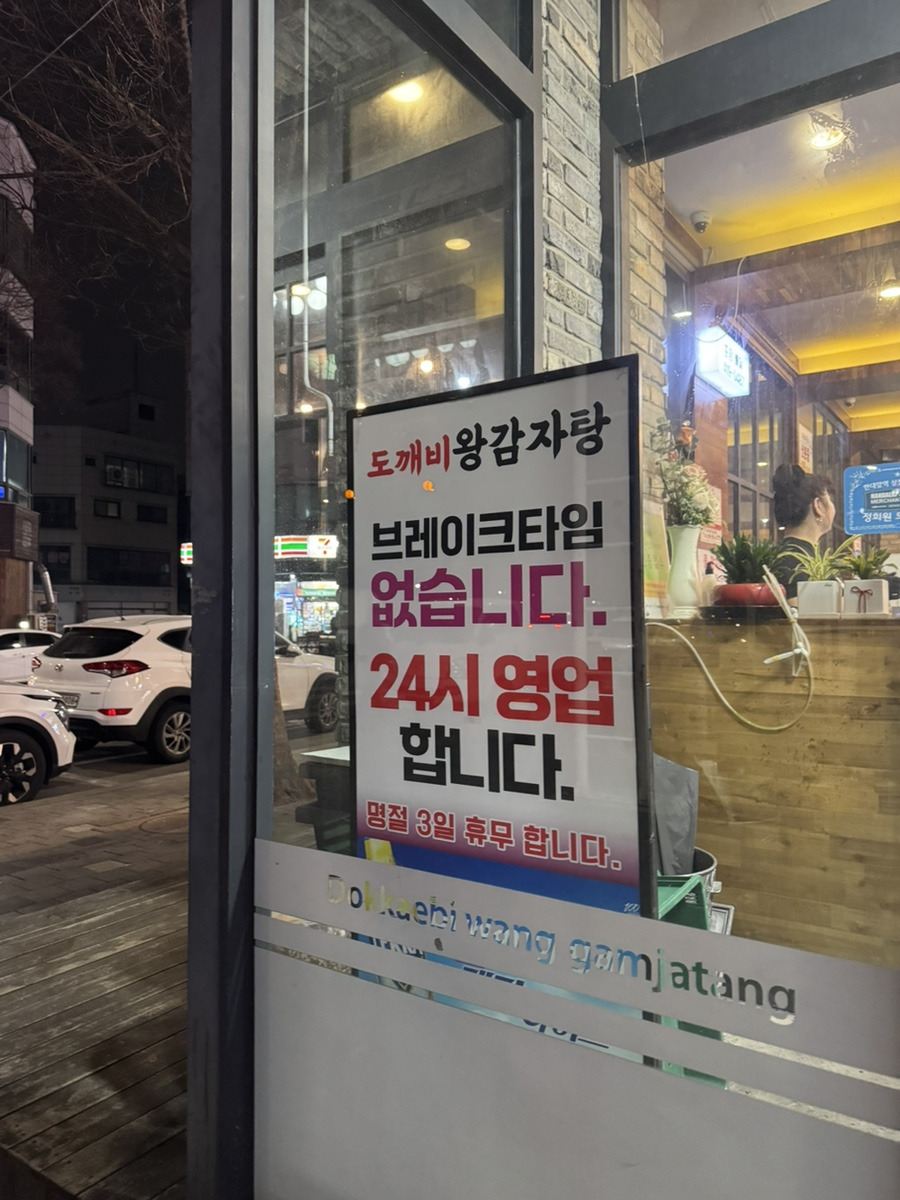 도깨비왕감자탕
브레이크타임
없습니다.
24시 영업
합니다.
명절 3일 휴무 합니다.
Dokkaebi wang gamjatang